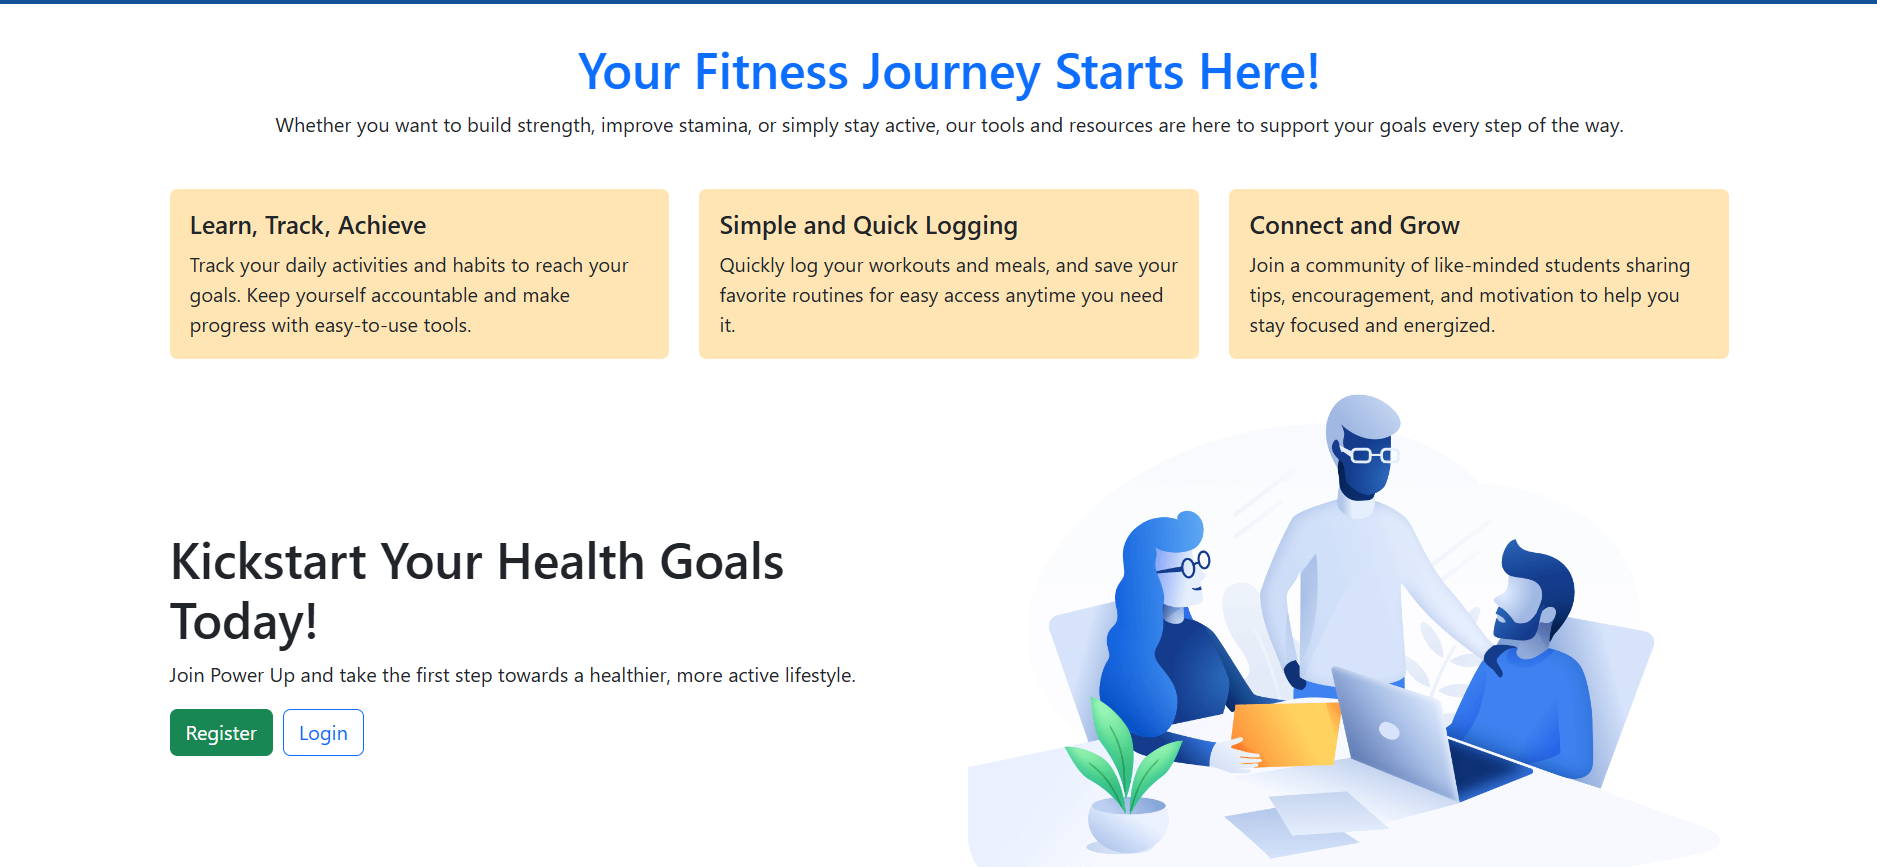 Your Fitness Journey Starts Here!
Whether you want to build strength, improve stamina, or simply stay active, our tools and resources are here to support your goals every step of the way.
Learn, Track, Achieve
Track your daily activities and habits to reach your
goals. Keep yourself accountable and make
progress with easy-to-use tools.
Simple and Quick Logging
Quickly log your workouts and meals, and save your
favorite routines for easy access anytime you need
it.
Connect and Grow
Join a community of like-minded students sharing
tips, encouragement, and motivation to help you
stay focused and energized.
Kickstart Your Health Goals
Today!
Join Power Up and take the first step towards a healthier, more active lifestyle.
Register
Login